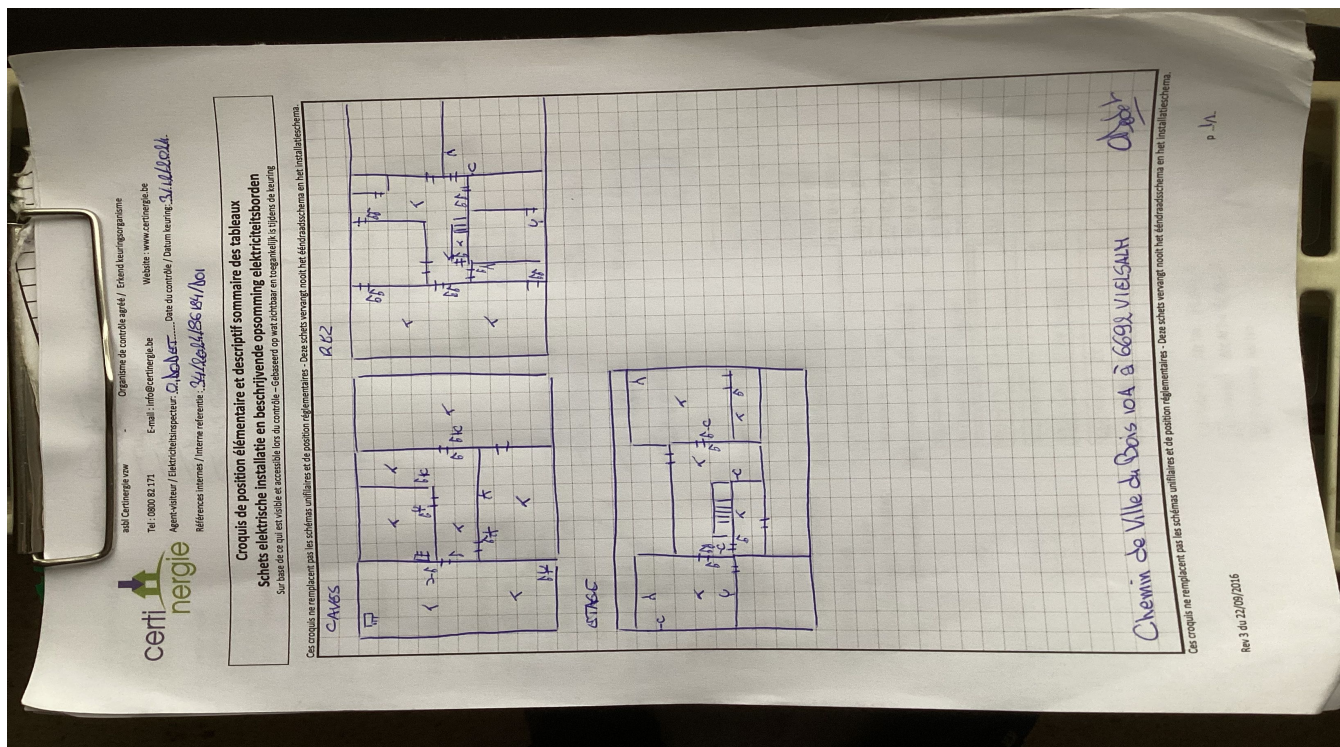 certinergie
asbl Certinergie vzw - Organisme de contrôle agréé / Erkend keuringsorganisme
Tel : 0800 82 171 E-mail : info@certinergie.be Website : www.certinergie.be
Agent-visiteur / Elektriciteitsinspecteur: Date du contrôle / Datum keuring:
Références internes / Interne referentie :
Croquis de position élémentaire et descriptif sommaire des tableaux
Schets elektrische installatie en beschrijvende opsomming elektriciteitsborden
Sur base de ce qui est visible et accessible lors du contrôle – Gebaseerd op wat zichtbaar en toegankelijk is tijdens de keuring
Ces croquis ne remplacent pas les schémas unifilaires et de position réglementaires - Deze schets vervangt nooit het ééndraadsschema en het installatieschema.
CAVES
ETAGE
Chemin de Ville du Bois 10A à 6692 VIELSALM
Ces croquis ne remplacent pas les schémas unifilaires et de position réglementaires - Deze schets vervangt nooit het ééndraadsschema en het installatieschema.
Rev 3 du 22/09/2016